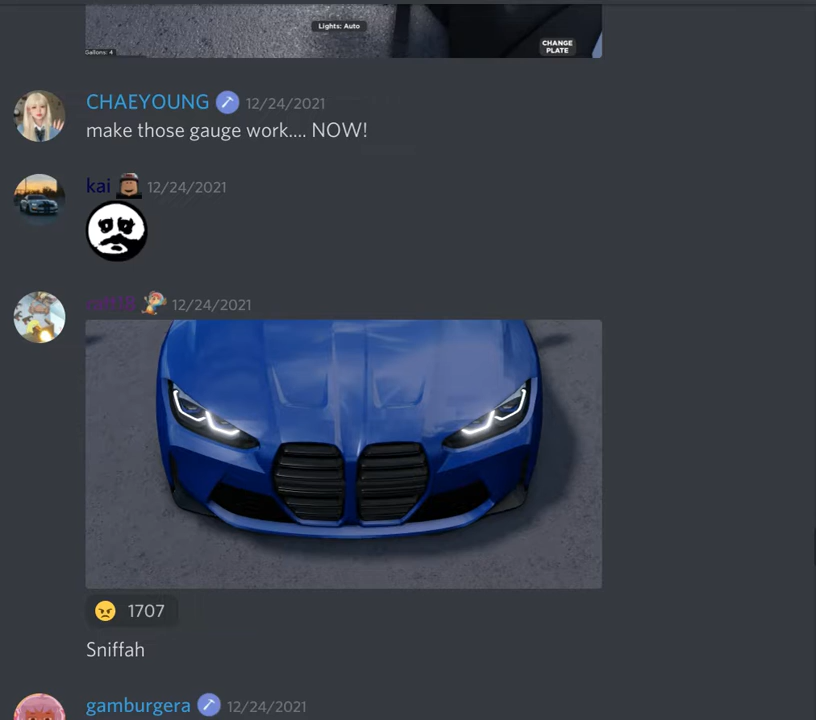 Lights: Auto
Gallons: 4
CHANGE
PLATE
CHAEYOUNG 12/24/2021
make those gauge work.... NOW!
kai 12/24/2021
12/24/2021
1707
Sniffah
gamburgera 12/24/2021